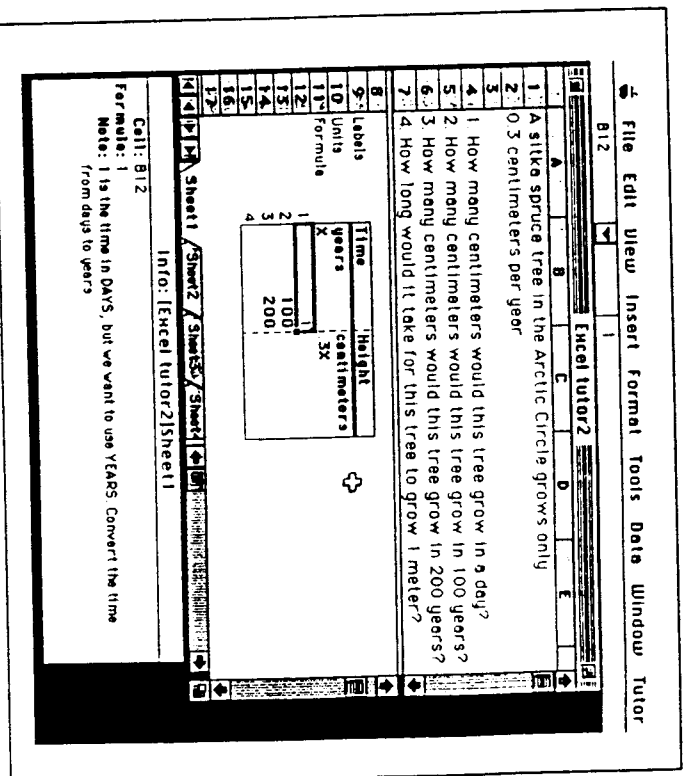 File Edit View Insert Format Tools Data Window Tutor
B12 1
Excel tutor2
A B C D E
1 A sitka spruce tree in the Arctic Circle grows only
2 0.3 centimeters per year
3
4 1. How many centimeters would this tree grow in a day?
5 2. How many centimeters would this tree grow in 100 years?
6 3. How many centimeters would this tree grow in 200 years?
7 4. How long would it take for this tree to grow 1 meter?
8
9 Labels Time Height
10 Units years centimeters
11 Formula X .3X
12 1 1
13 2 100
14 3 200
15 4
16
17
Sheet1 Sheet2 Sheet3 Sheet4
Info: [Excel tutor2]Sheet1
Cell: B12
Formula: 1
Note: 1 is the time in DAYS, but we want to use YEARS. Convert the time
from days to years